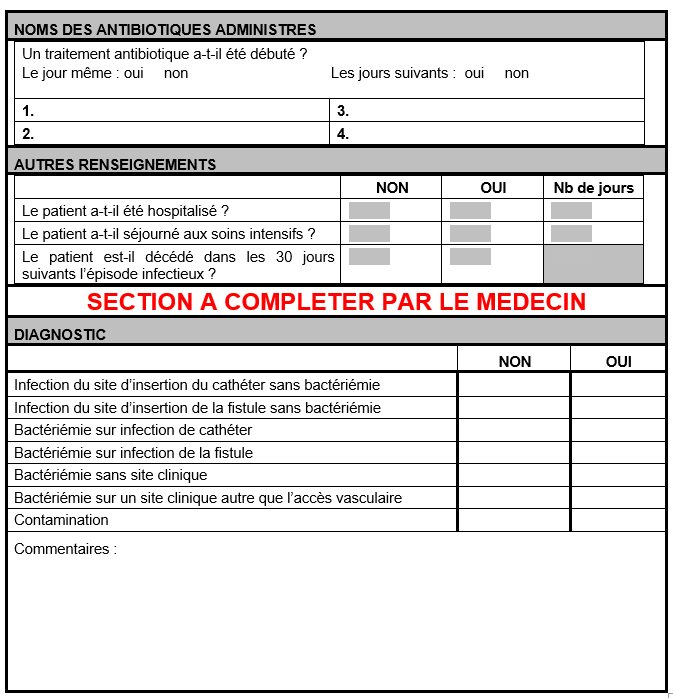 NOMS DES ANTIBIOTIQUES ADMINISTRES
Un traitement antibiotique a-t-il été débuté ?
Le jour même : oui non Les jours suivants : oui non
1. 3.
2. 4.
AUTRES RENSEIGNEMENTS
NON OUI Nb de jours
Le patient a-t-il été hospitalisé ?
Le patient a-t-il séjourné aux soins intensifs ?
Le patient est-il décédé dans les 30 jours
suivants l’épisode infectieux ?
SECTION A COMPLETER PAR LE MEDECIN
DIAGNOSTIC
NON OUI
Infection du site d’insertion du cathéter sans bactériémie
Infection du site d’insertion de la fistule sans bactériémie
Bactériémie sur infection de cathéter
Bactériémie sur infection de la fistule
Bactériémie sans site clinique
Bactériémie sur un site clinique autre que l’accès vasculaire
Contamination
Commentaires :